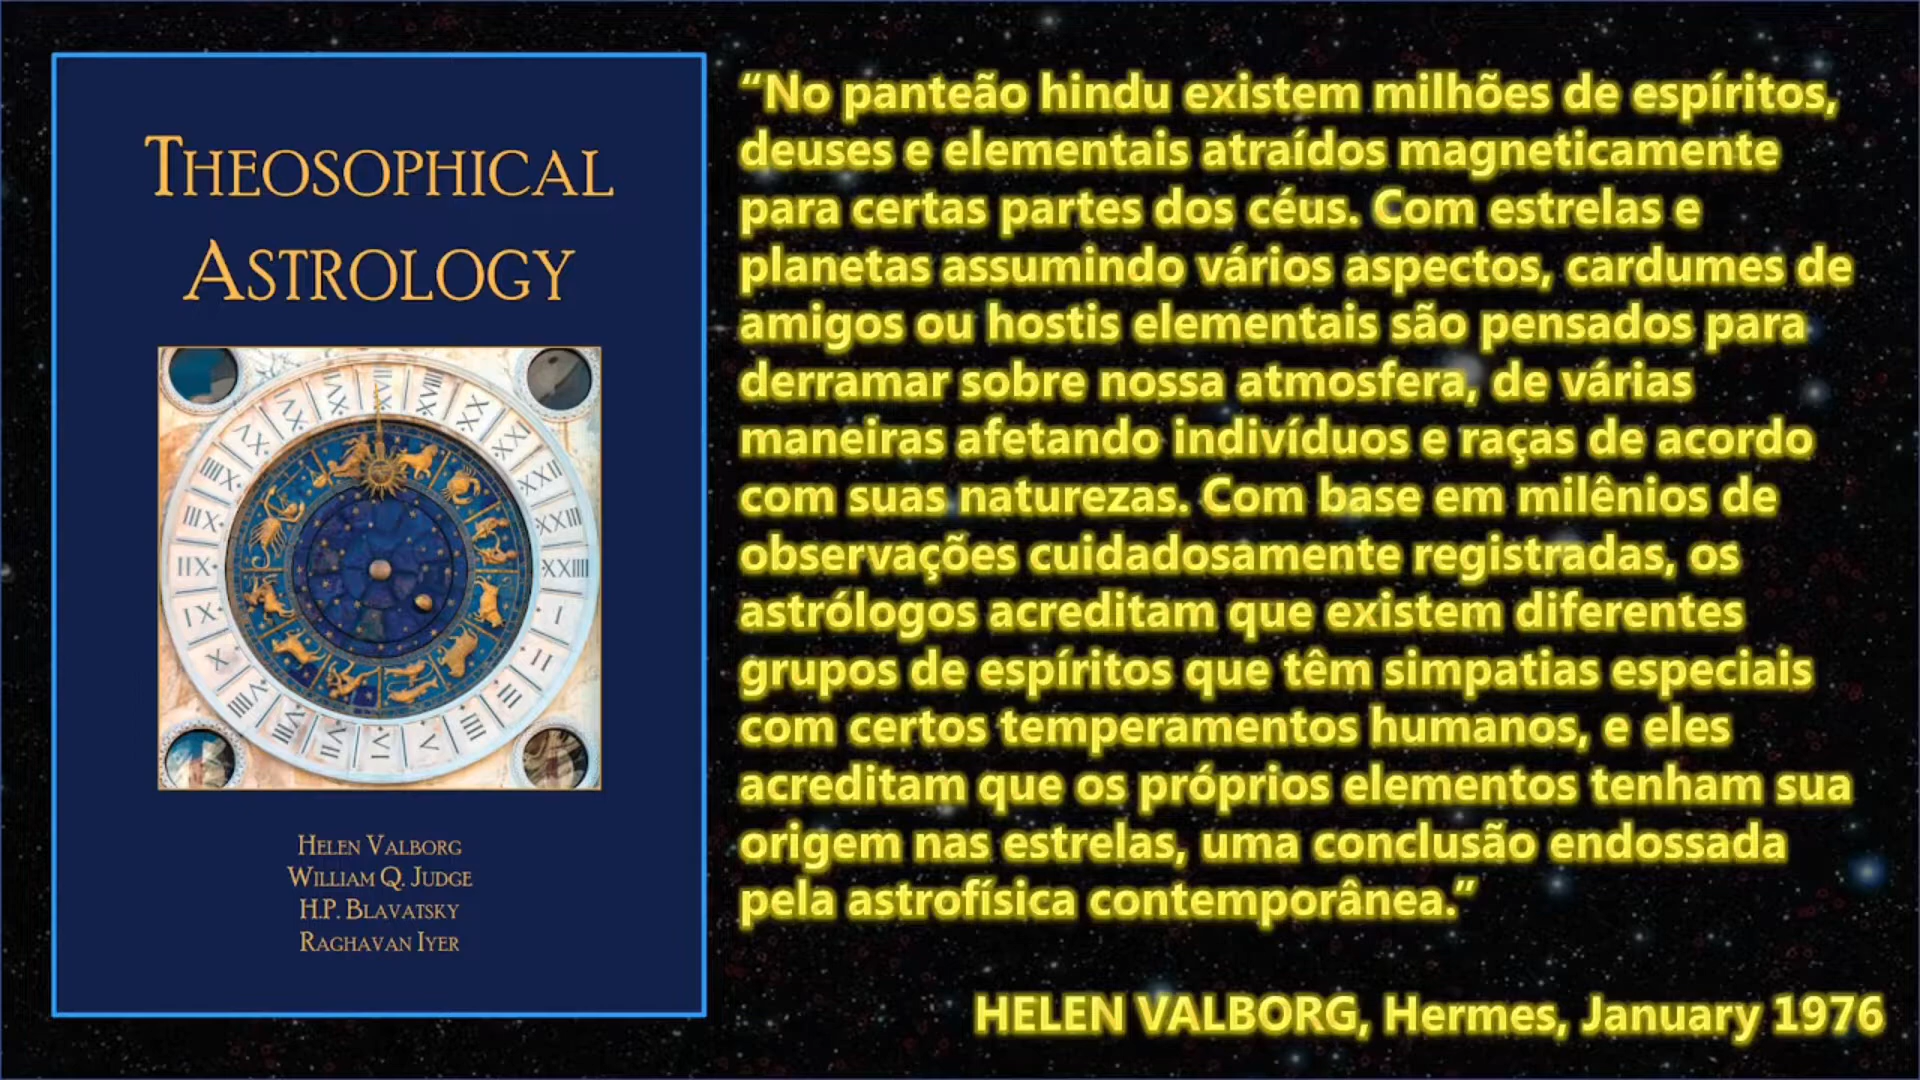 THEOSOPHICAL
ASTROLOGY
HELEN VALBORG
WILLIAM Q. JUDGE
H.P. BLAVATSKY
RAGHAVAN IYER
“No panteão hindu existem milhões de espíritos,
deuses e elementais atraídos magneticamente
para certas partes dos céus. Com estrelas e
planetas assumindo vários aspectos, cardumes de
amigos ou hostis elementais são pensados para
derramar sobre nossa atmosfera, de várias
maneiras afetando indivíduos e raças de acordo
com suas naturezas. Com base em milênios de
observações cuidadosamente registradas, os
astrólogos acreditam que existem diferentes
grupos de espíritos que têm simpatias especiais
com certos temperamentos humanos, e eles
acreditam que os próprios elementos tenham sua
origem nas estrelas, uma conclusão endossada
pela astrofísica contemporânea.”
HELEN VALBORG, Hermes, January 1976